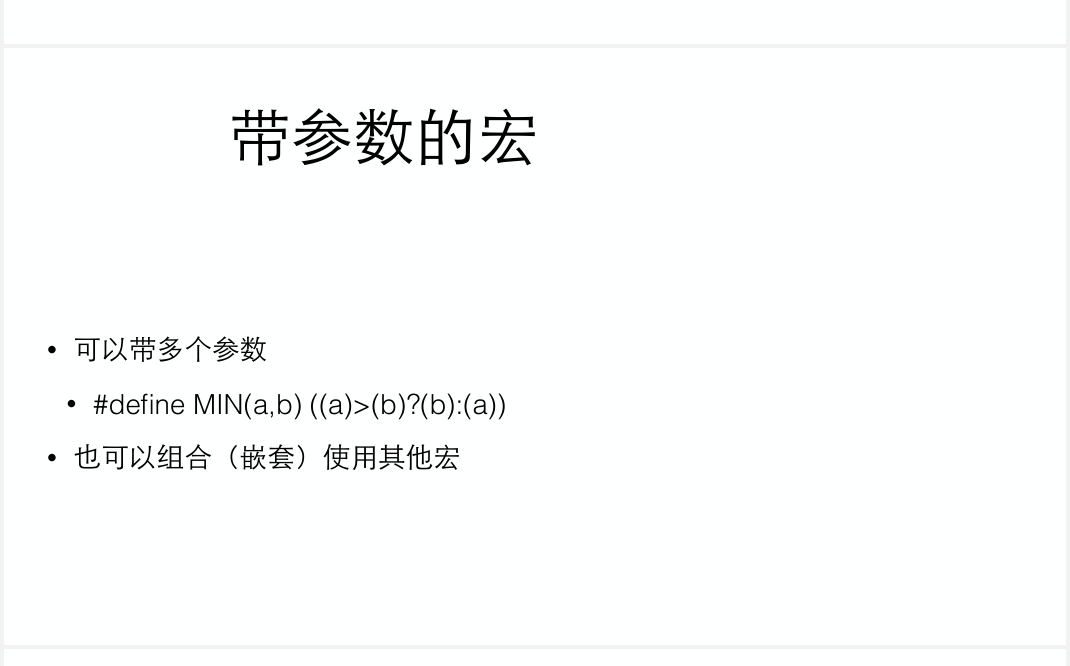 带参数的宏
• 可以带多个参数
• #define MIN(a,b) ((a)>(b)?(b):(a))
• 也可以组合（嵌套）使用其他宏